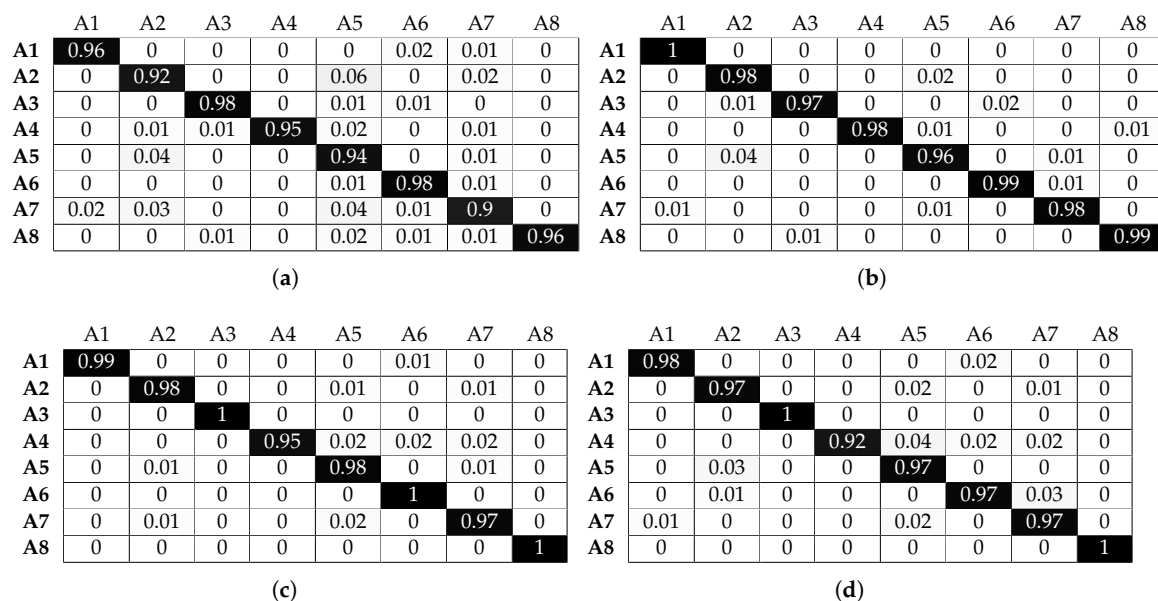 A1 A2 A3 A4 A5 A6 A7 A8
A1 0.96 0 0 0 0 0.02 0.01 0
A2 0 0.92 0 0 0.06 0 0.02 0
A3 0 0 0.98 0 0.01 0.01 0 0
A4 0 0.01 0.01 0.95 0.02 0 0.01 0
A5 0 0.04 0 0 0.94 0 0.01 0
A6 0 0 0 0 0.01 0.98 0.01 0
A7 0.02 0.03 0 0 0.04 0.01 0.9 0
A8 0 0 0.01 0 0.02 0.01 0.01 0.96
(a)
A1 A2 A3 A4 A5 A6 A7 A8
A1 1 0 0 0 0 0 0 0
A2 0 0.98 0 0 0.02 0 0 0
A3 0 0.01 0.97 0 0 0.02 0 0
A4 0 0 0 0.98 0.01 0 0 0.01
A5 0 0.04 0 0 0.96 0 0.01 0
A6 0 0 0 0 0 0.99 0.01 0
A7 0.01 0 0 0 0.01 0 0.98 0
A8 0 0 0.01 0 0 0 0 0.99
(b)
A1 A2 A3 A4 A5 A6 A7 A8
A1 0.99 0 0 0 0 0.01 0 0
A2 0 0.98 0 0 0.01 0 0.01 0
A3 0 0 1 0 0 0 0 0
A4 0 0 0 0.95 0.02 0.02 0.02 0
A5 0 0.01 0 0 0.98 0 0.01 0
A6 0 0 0 0 0 1 0 0
A7 0 0.01 0 0 0.02 0 0.97 0
A8 0 0 0 0 0 0 0 1
(c)
A1 A2 A3 A4 A5 A6 A7 A8
A1 0.98 0 0 0 0 0.02 0 0
A2 0 0.97 0 0 0.02 0 0.01 0
A3 0 0 1 0 0 0 0 0
A4 0 0 0 0.92 0.04 0.02 0.02 0
A5 0 0.03 0 0 0.97 0 0 0
A6 0 0.01 0 0 0 0.97 0.03 0
A7 0.01 0 0 0 0.02 0 0.97 0
A8 0 0 0 0 0 0 0 1
(d)